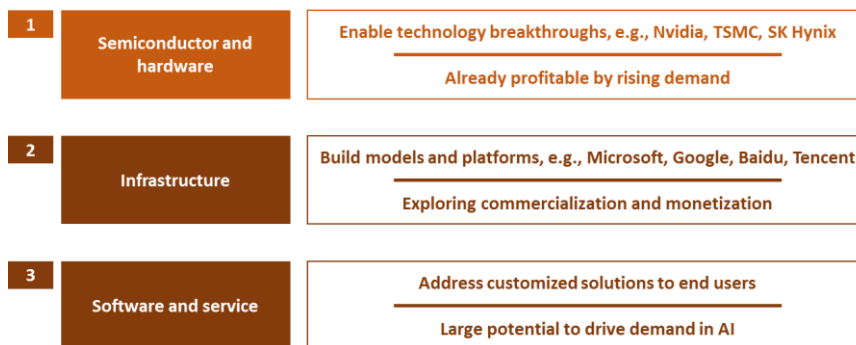 1
Semiconductor and
hardware
Enable technology breakthroughs, e.g., Nvidia, TSMC, SK Hynix
Already profitable by rising demand
2
Infrastructure
Build models and platforms, e.g., Microsoft, Google, Baidu, Tencent
Exploring commercialization and monetization
3
Software and service
Address customized solutions to end users
Large potential to drive demand in AI